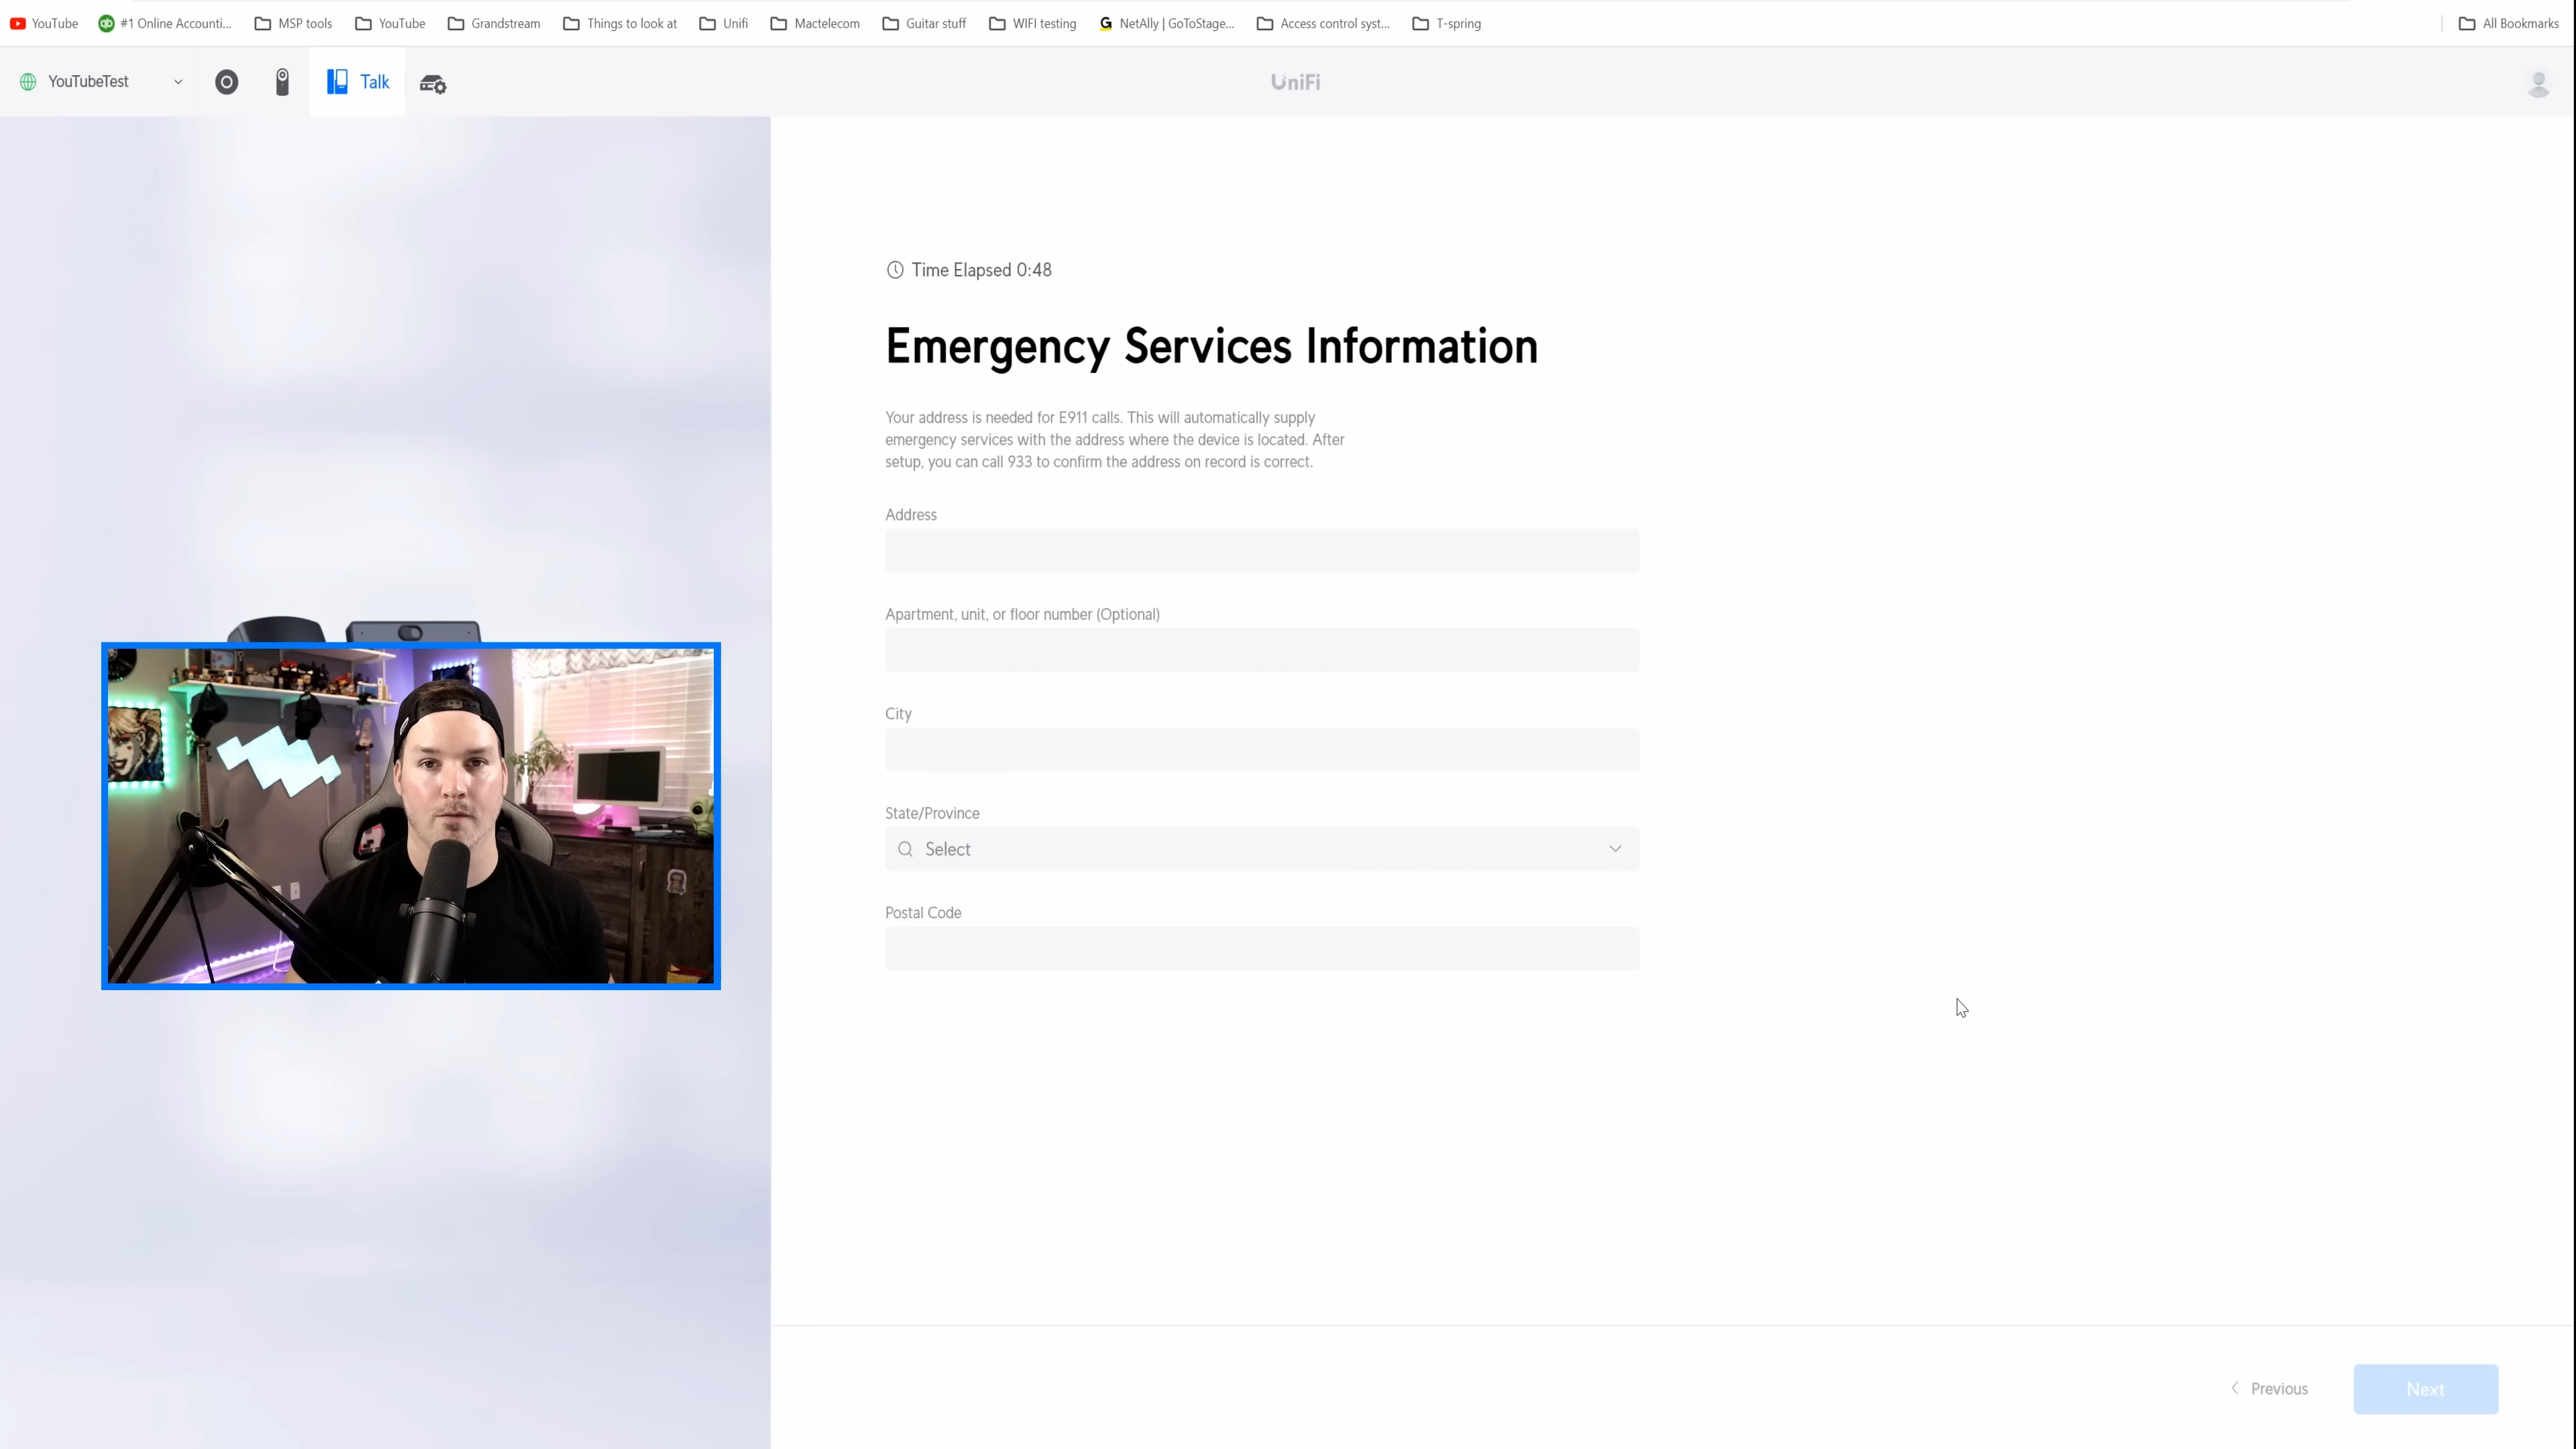 YouTube #1 Online Accounti... MSP tools YouTube Grandstream Things to look at Unifi Mactelecom Guitar stuff WIFI testing NetAlly | GoToStage... Access control syst... T-spring All Bookmarks
YouTubeTest Talk UniFi
Time Elapsed 0:48
Emergency Services Information
Your address is needed for E911 calls. This will automatically supply
emergency services with the address where the device is located. After
setup, you can call 933 to confirm the address on record is correct.
Address
Apartment, unit, or floor number (Optional)
City
State/Province
Select
Postal Code
Previous Next